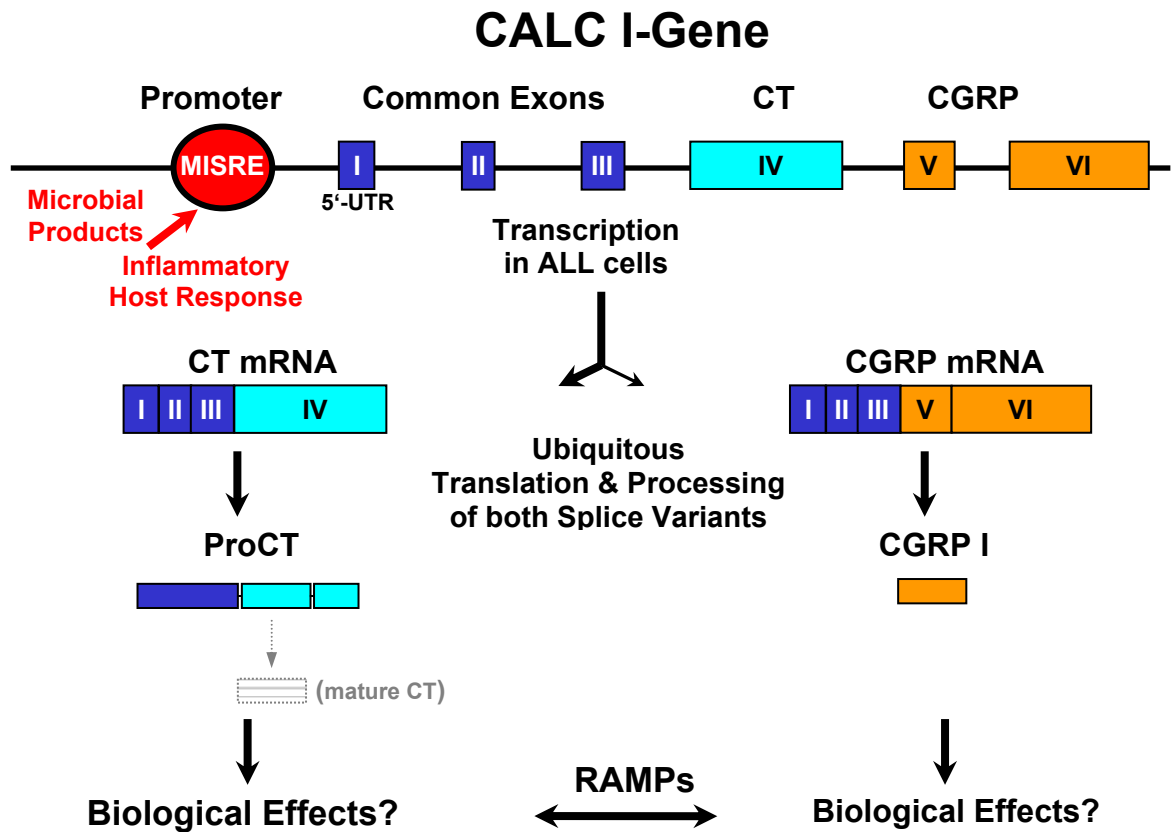 CALC I-Gene
Promoter
Common Exons
CT
CGRP
MISRE
I
II
III
IV
V
VI
5‘-UTR
Microbial
Products
Inflammatory
Host Response
Transcription
in ALL cells
CT mRNA
I II III IV
CGRP mRNA
I II III V VI
Ubiquitous
Translation & Processing
of both Splice Variants
ProCT
CGRP I
(mature CT)
RAMPs
Biological Effects?
Biological Effects?